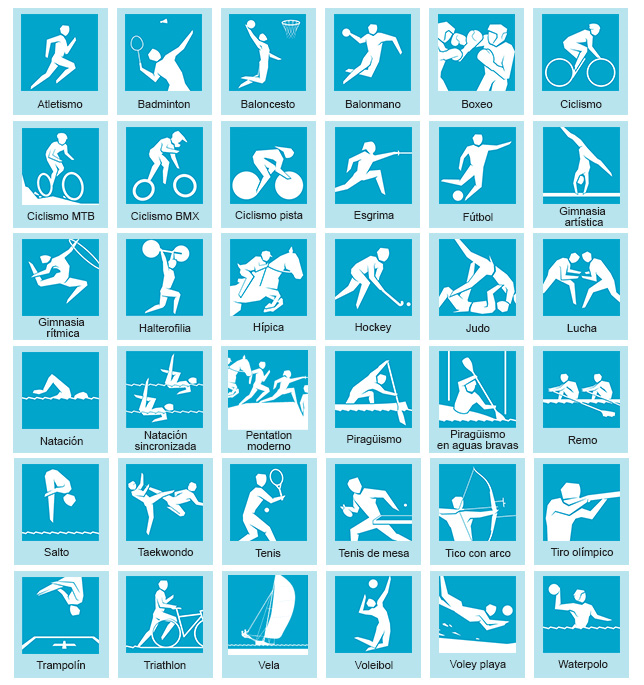 Atletismo
Badminton
Baloncesto
Balonmano
Boxeo
Ciclismo
Ciclismo MTB
Ciclismo BMX
Ciclismo pista
Esgrima
Fútbol
Gimnasia
artística
Gimnasia
rítmica
Halterofilia
Hípica
Hockey
Judo
Lucha
Natación
Natación
sincronizada
Pentatlon
moderno
Piragüismo
Piragüismo
en aguas bravas
Remo
Salto
Taekwondo
Tenis
Tenis de mesa
Tico con arco
Tiro olímpico
Trampolín
Triathlon
Vela
Voleibol
Voley playa
Waterpolo